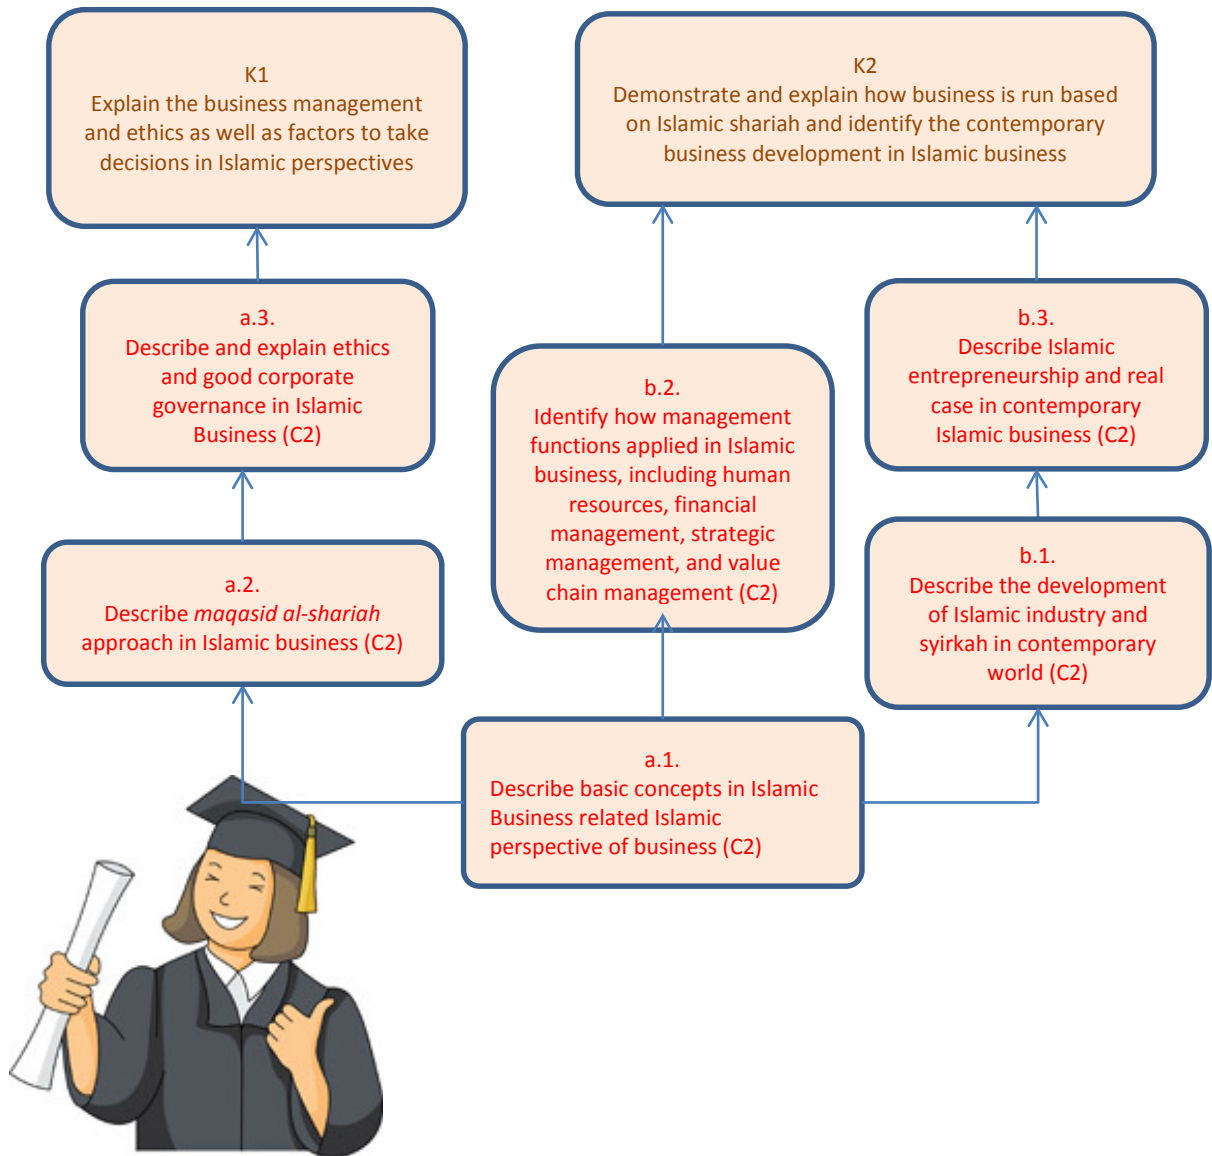 K1
Explain the business management
and ethics as well as factors to take
decisions in Islamic perspectives
K2
Demonstrate and explain how business is run based
on Islamic shariah and identify the contemporary
business development in Islamic business
a.3.
Describe and explain ethics
and good corporate
governance in Islamic
Business (C2)
b.2.
Identify how management
functions applied in Islamic
business, including human
resources, financial
management, strategic
management, and value
chain management (C2)
b.3.
Describe Islamic
entrepreneurship and real
case in contemporary
Islamic business (C2)
a.2.
Describe maqasid al-shariah
approach in Islamic business (C2)
b.1.
Describe the development
of Islamic industry and
syirkah in contemporary
world (C2)
a.1.
Describe basic concepts in Islamic
Business related Islamic
perspective of business (C2)